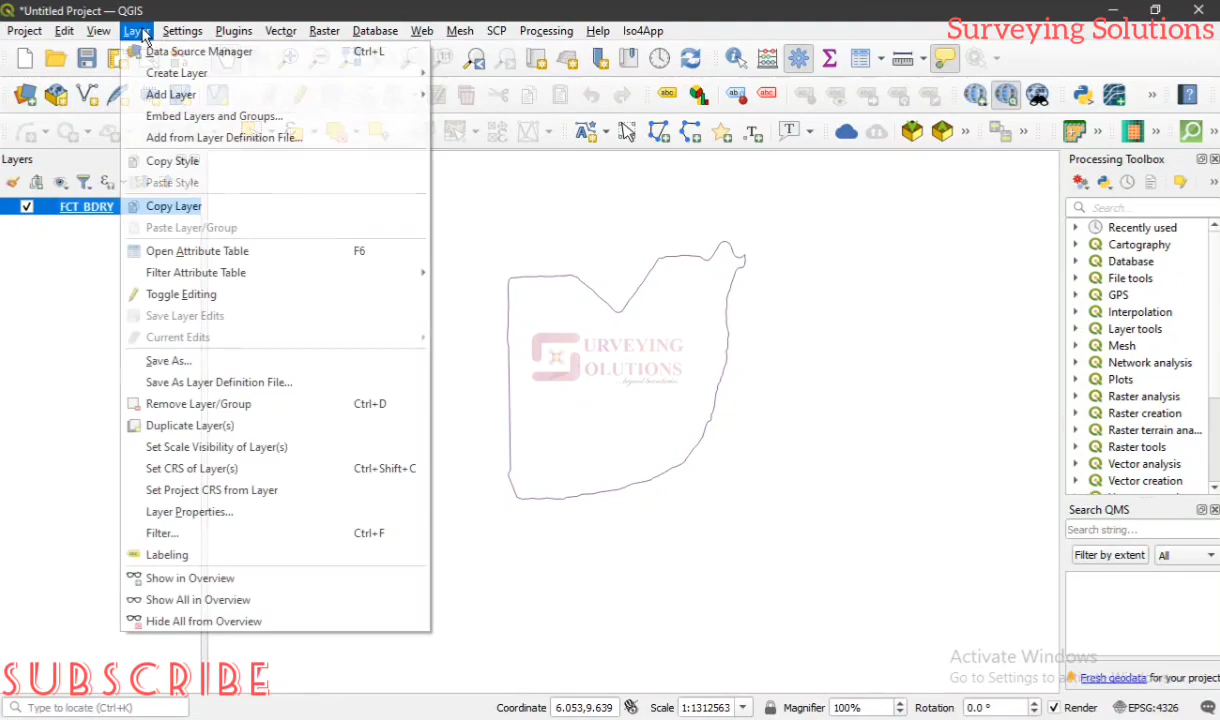 *Untitled Project — QGIS
Project Edit View Layer Settings Plugins Vector Raster Database Web Mesh SCP Processing Help Iso4App
Surveying Solutions
Data Source Manager Ctrl+L
Create Layer
Add Layer
Embed Layers and Groups...
Add from Layer Definition File...
Copy Style
Paste Style
Copy Layer
Paste Layer/Group
Open Attribute Table F6
Filter Attribute Table
Toggle Editing
Save Layer Edits
Current Edits
Save As...
Save As Layer Definition File...
Remove Layer/Group Ctrl+D
Duplicate Layer(s)
Set Scale Visibility of Layer(s)
Set CRS of Layer(s) Ctrl+Shift+C
Set Project CRS from Layer
Layer Properties...
Filter... Ctrl+F
Labeling
Show in Overview
Show All in Overview
Hide All from Overview
Layers
FCT BDRY
URVEYING
OLUTIONS
Processing Toolbox
Search...
Recently used
Cartography
Database
File tools
GPS
Interpolation
Layer tools
Mesh
Network analysis
Plots
Raster analysis
Raster creation
Raster terrain ana...
Raster tools
Vector analysis
Vector creation
Search QMS
Search string...
Filter by extent All
Activate Windows
Go to Settings to
Fresh geodata for your project
SUBSCRIBE
Type to locate (Ctrl+K) Coordinate 6.053,9.639 Scale 1:1312563 Magnifier 100% Rotation 0.0 ° Render EPSG:4326